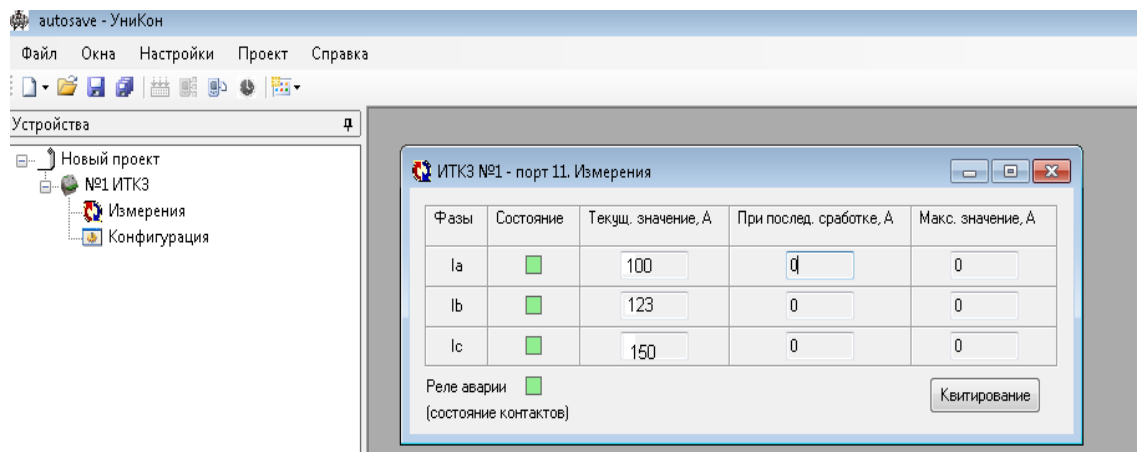 autosave - УниКон
Файл Окна Настройки Проект Справка
Устройства
Новый проект
№1 ИТКЗ
Измерения
Конфигурация
ИТКЗ №1 - порт 11. Измерения
Фазы Состояние Текущ. значение, А При послед. сработке, А Макс. значение, А
Ia 100 0 0
Ib 123 0 0
Ic 150 0 0
Реле аварии
(состояние контактов)
Квитирование